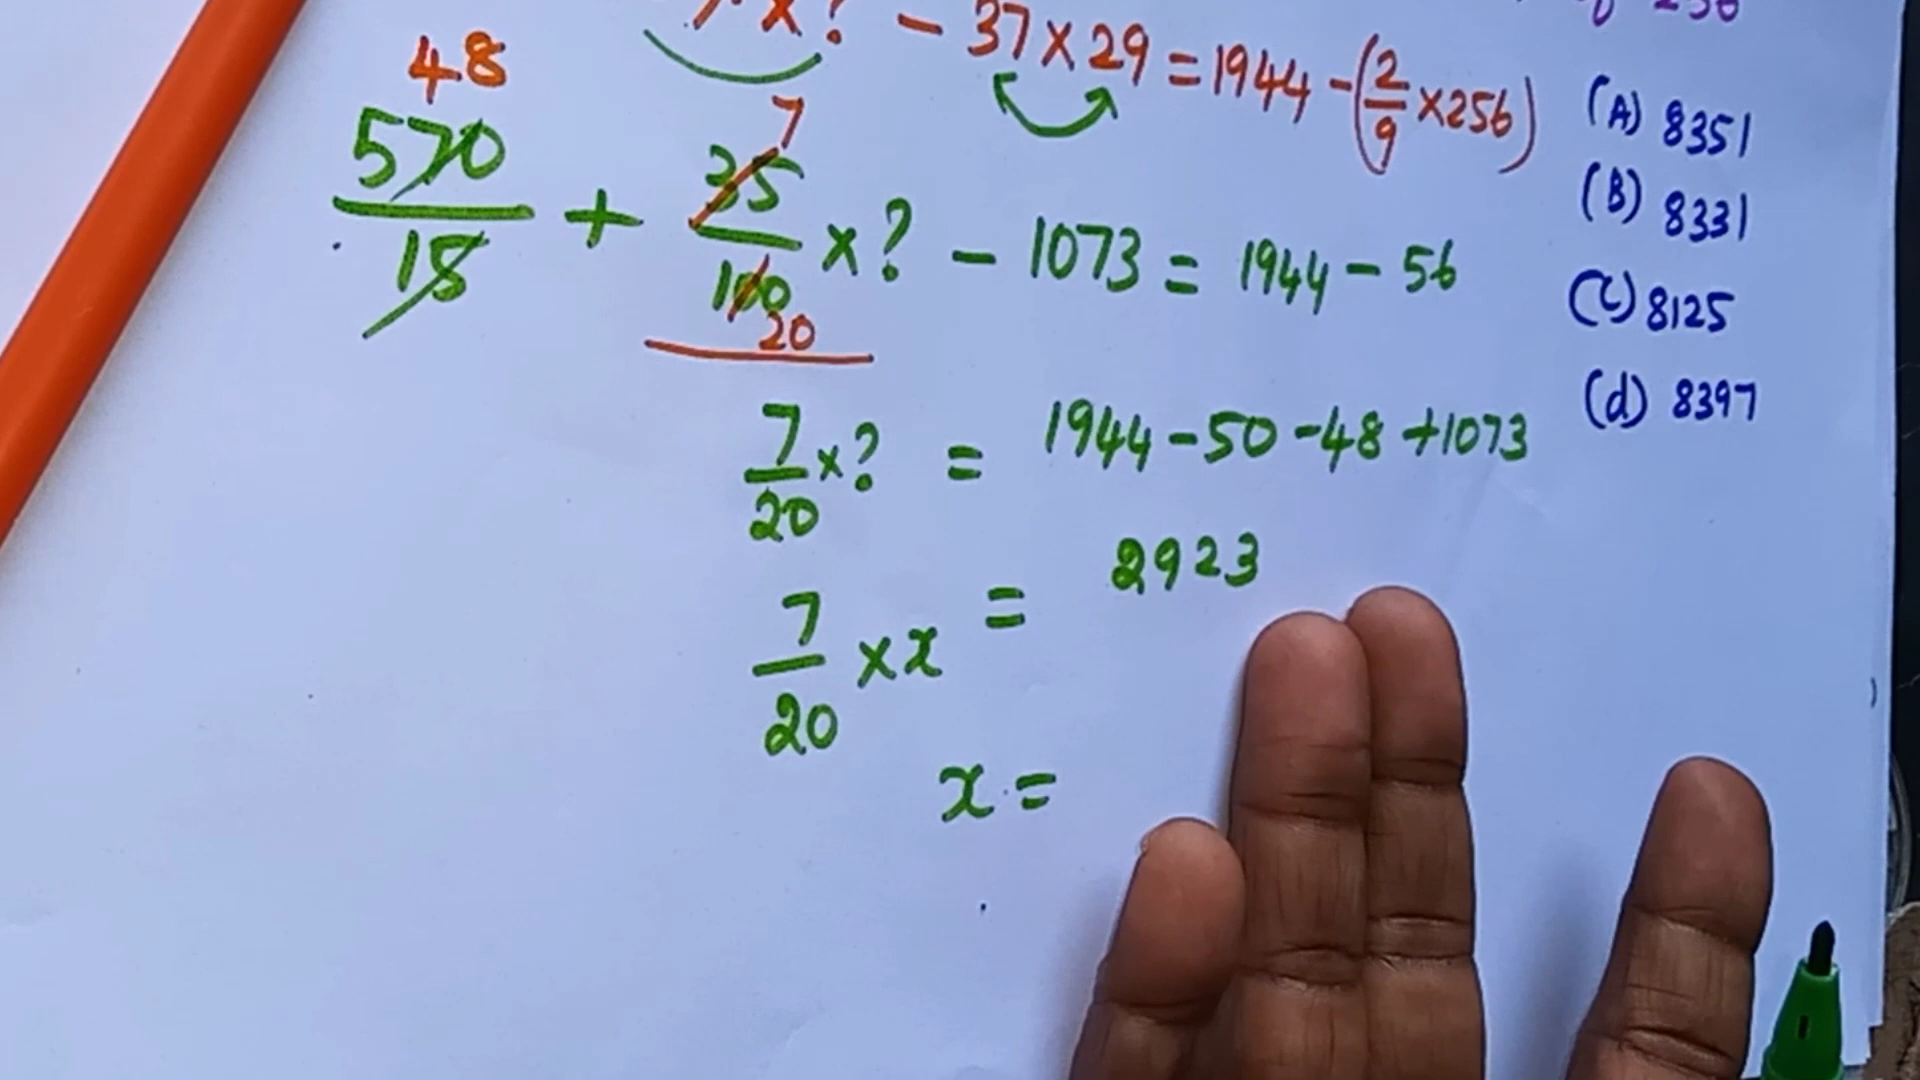 × ? - 37 × 29 = 1944 - (2/9 × 256)
48
570/18 + 35/100 × ? - 1073 = 1944 - 56
7
20
7/20 × ? = 1944 - 50 - 48 + 1073
7/20 × x = 2923
x =
256
(A) 8351
(B) 8331
(C) 8125
(d) 8397